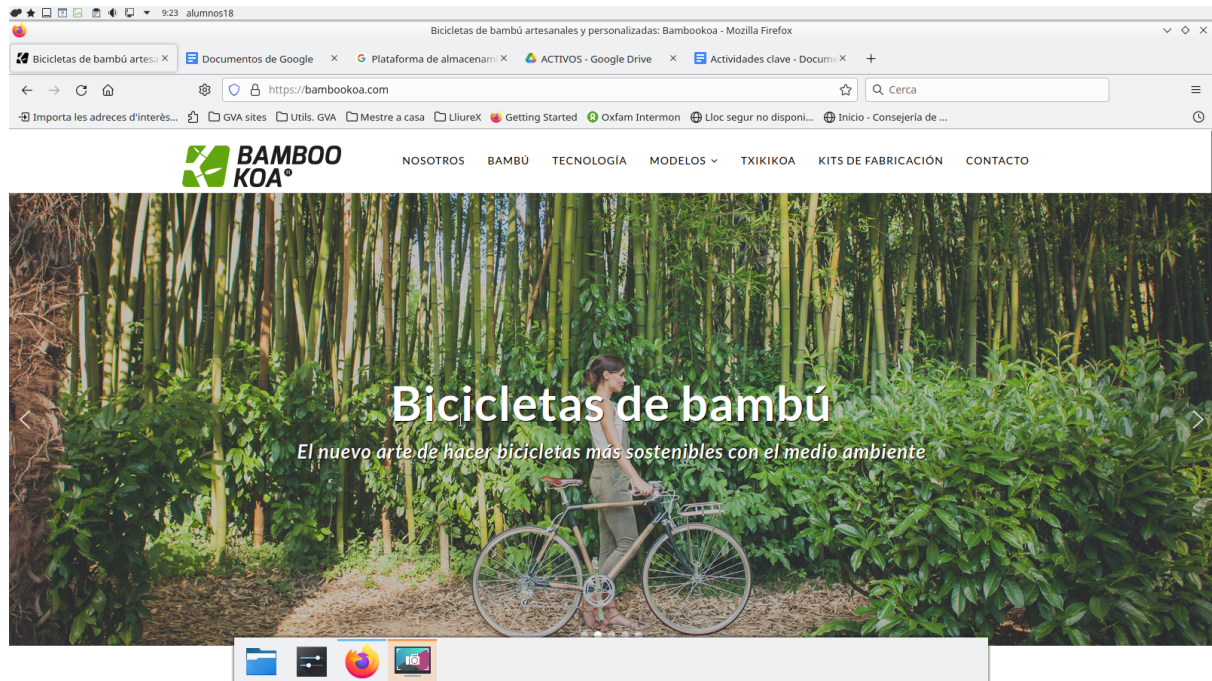 9:23 alumnos18
Bicicletas de bambú artesanales y personalizadas: Bambookoa - Mozilla Firefox
Bicicletas de bambú artesa
Documentos de Google
Plataforma de almacenami
ACTIVOS - Google Drive
Actividades clave - Docume
https://bambookoa.com
Cerca
Importa les adreces d'interès...
GVA sites
Utils. GVA
Mestre a casa
LliureX
Getting Started
Oxfam Intermon
Lloc segur no disponi...
Inicio - Consejería de ...
BAMBOO
KOA®
NOSOTROS BAMBÚ TECNOLOGÍA MODELOS TXIKIKOA KITS DE FABRICACIÓN CONTACTO
Bicicletas de bambú
El nuevo arte de hacer bicicletas más sostenibles con el medio ambiente